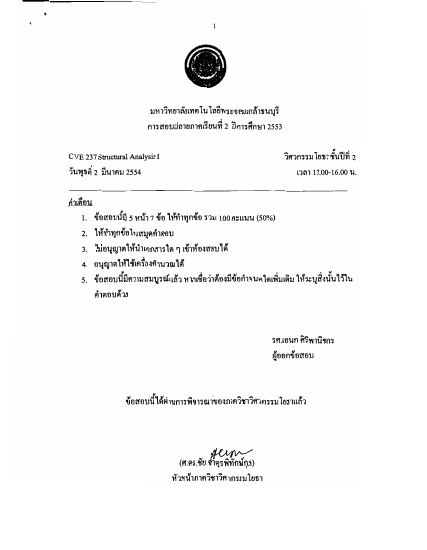 1
มหาวิทยาลัยเทคโนโลยีพระจอมเกล้าธนบุรี
การสอบปลายภาคเรียนที่ 2 ปีการศึกษา 2553
CVE 237 Structural Analysis I วิศวกรรมโยธา ชั้นปีที่ 2
วันพุธที่ 2 มีนาคม 2554 เวลา 13.00-16.00 น.
คำเตือน
1. ข้อสอบนี้มี 5 หน้า 7 ข้อ ให้ทำทุกข้อ รวม 100 คะแนน (50%)
2. ให้ทำทุกข้อในสมุดคำตอบ
3. ไม่อนุญาตให้นำเอกสารใด ๆ เข้าห้องสอบได้
4. อนุญาตให้ใช้เครื่องคำนวณได้
5. ข้อสอบนี้มีความสมบูรณ์แล้ว หากเชื่อว่าต้องมีข้อกำหนดใดเพิ่มเติม ให้ระบุสิ่งนั้นไว้ใน
คำตอบด้วย
รศ.เอนก ศิริพานิชกร
ผู้ออกข้อสอบ
ข้อสอบนี้ได้ผ่านการพิจารณาของภาควิชาวิศวกรรมโยธาแล้ว
(ศ.ดร.ชัย จาตุรพิทักษ์กุล)
หัวหน้าภาควิชาวิศวกรรมโยธา